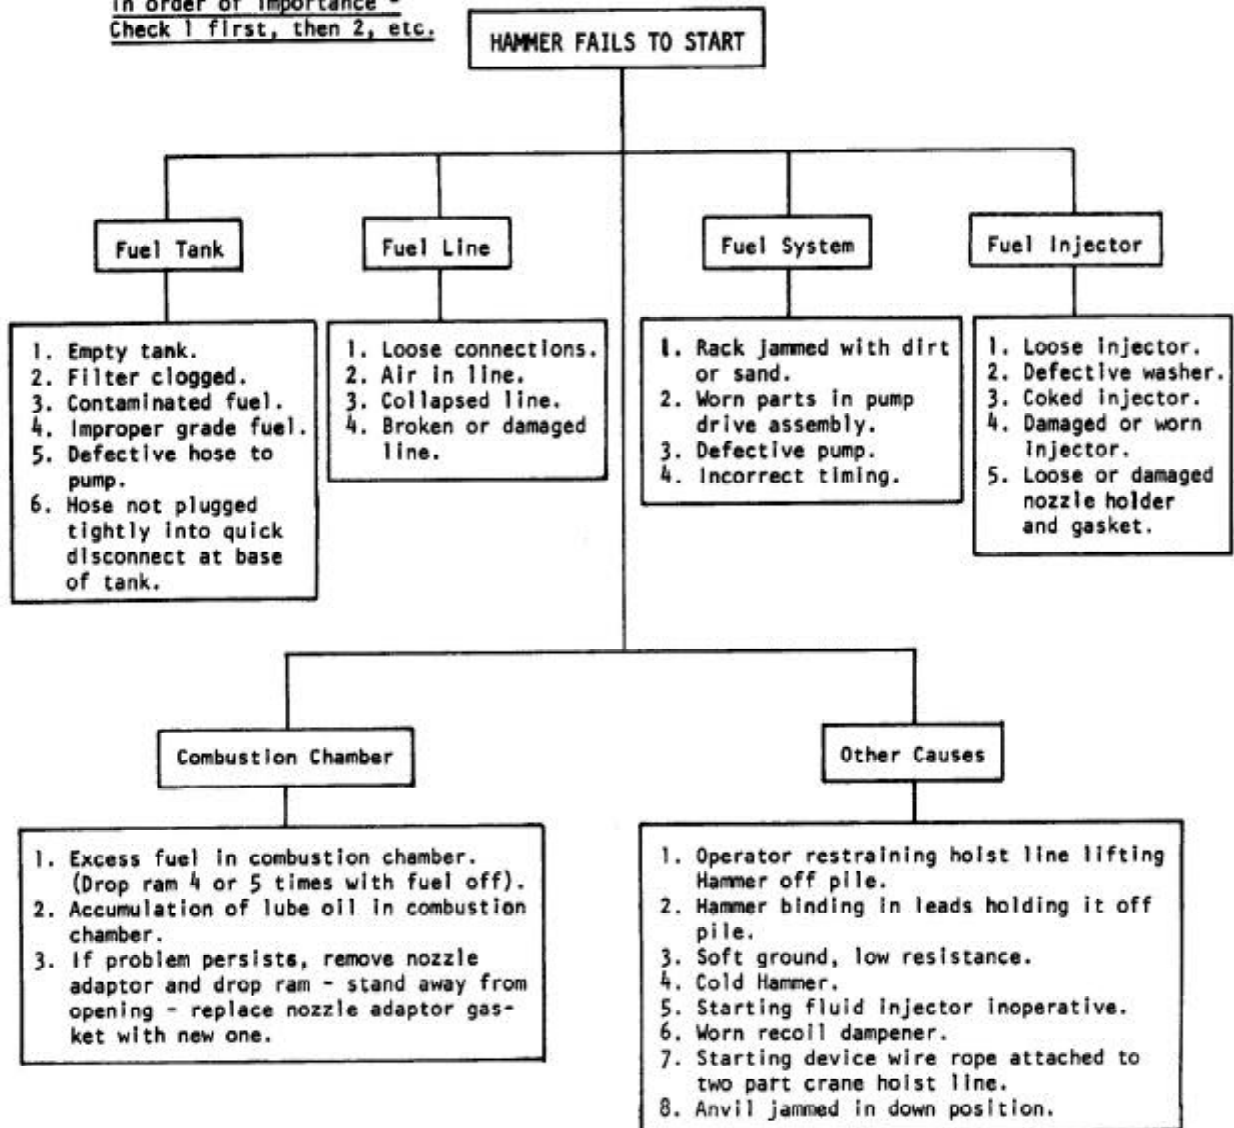 in order of importance -
Check 1 first, then 2, etc.
HAMMER FAILS TO START
Fuel Tank
1. Empty tank.
2. Filter clogged.
3. Contaminated fuel.
4. Improper grade fuel.
5. Defective hose to
pump.
6. Hose not plugged
tightly into quick
disconnect at base
of tank.
Fuel Line
1. Loose connections.
2. Air in line.
3. Collapsed line.
4. Broken or damaged
line.
Fuel System
1. Rack jammed with dirt
or sand.
2. Worn parts in pump
drive assembly.
3. Defective pump.
4. Incorrect timing.
Fuel Injector
1. Loose injector.
2. Defective washer.
3. Coked injector.
4. Damaged or worn
injector.
5. Loose or damaged
nozzle holder
and gasket.
Combustion Chamber
1. Excess fuel in combustion chamber.
(Drop ram 4 or 5 times with fuel off).
2. Accumulation of lube oil in combustion
chamber.
3. If problem persists, remove nozzle
adaptor and drop ram - stand away from
opening - replace nozzle adaptor gas-
ket with new one.
Other Causes
1. Operator restraining hoist line lifting
Hammer off pile.
2. Hammer binding in leads holding it off
pile.
3. Soft ground, low resistance.
4. Cold Hammer.
5. Starting fluid injector inoperative.
6. Worn recoil dampener.
7. Starting device wire rope attached to
two part crane hoist line.
8. Anvil jammed in down position.